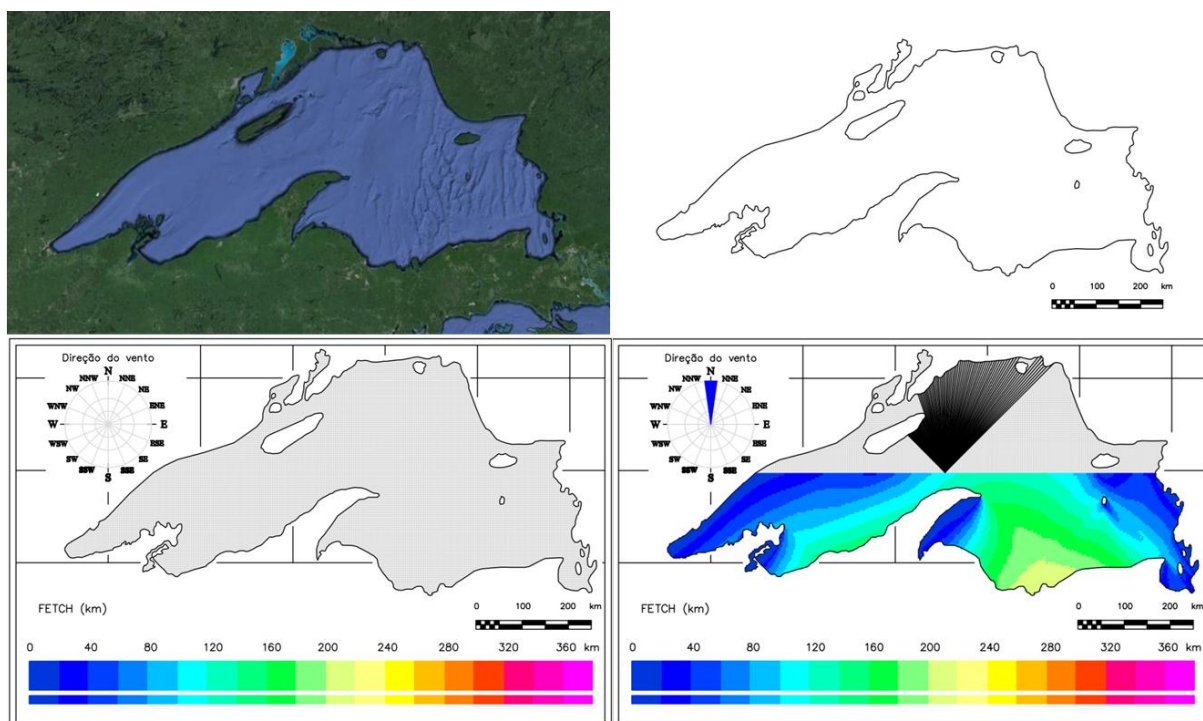 0 100 200 km
Direção do vento
N
NNW NNE
NW NE
WNW ENE
W E
WSW ESE
SW SE
SSW SSE
S
FETCH (km)
0 100 200 km
0 40 80 120 160 200 240 280 320 360 km
Direção do vento
N
NNW NNE
NW NE
WNW ENE
W E
WSW ESE
SW SE
SSW SSE
S
FETCH (km)
0 100 200 km
0 40 80 120 160 200 240 280 320 360 km